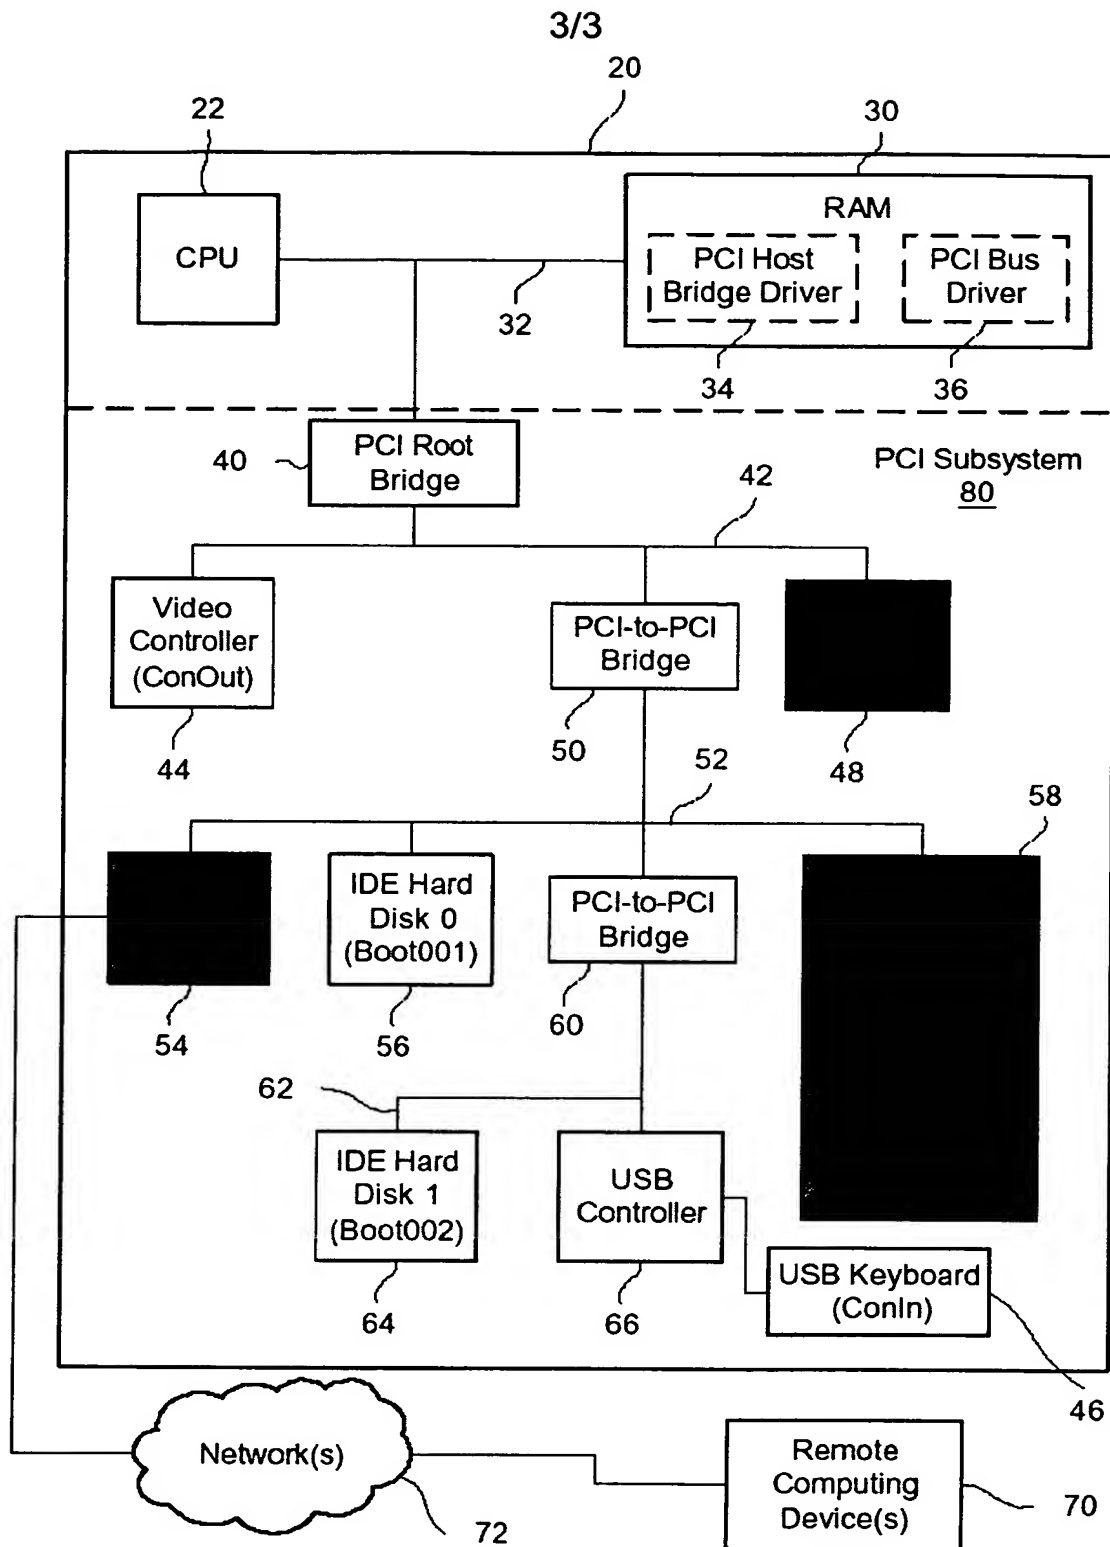 3/3
20
22
30
CPU
RAM
PCI Host
Bridge Driver
PCI Bus
Driver
32
34
36
PCI Root
Bridge
40
PCI Subsystem
80
42
Video
Controller
(ConOut)
PCI-to-PCI
Bridge
44
50
48
52
58
IDE Hard
Disk 0
(Boot001)
PCI-to-PCI
Bridge
54
56
60
62
IDE Hard
Disk 1
(Boot002)
USB
Controller
64
66
USB Keyboard
(ConIn)
46
Network(s)
72
Remote
Computing
Device(s)
70